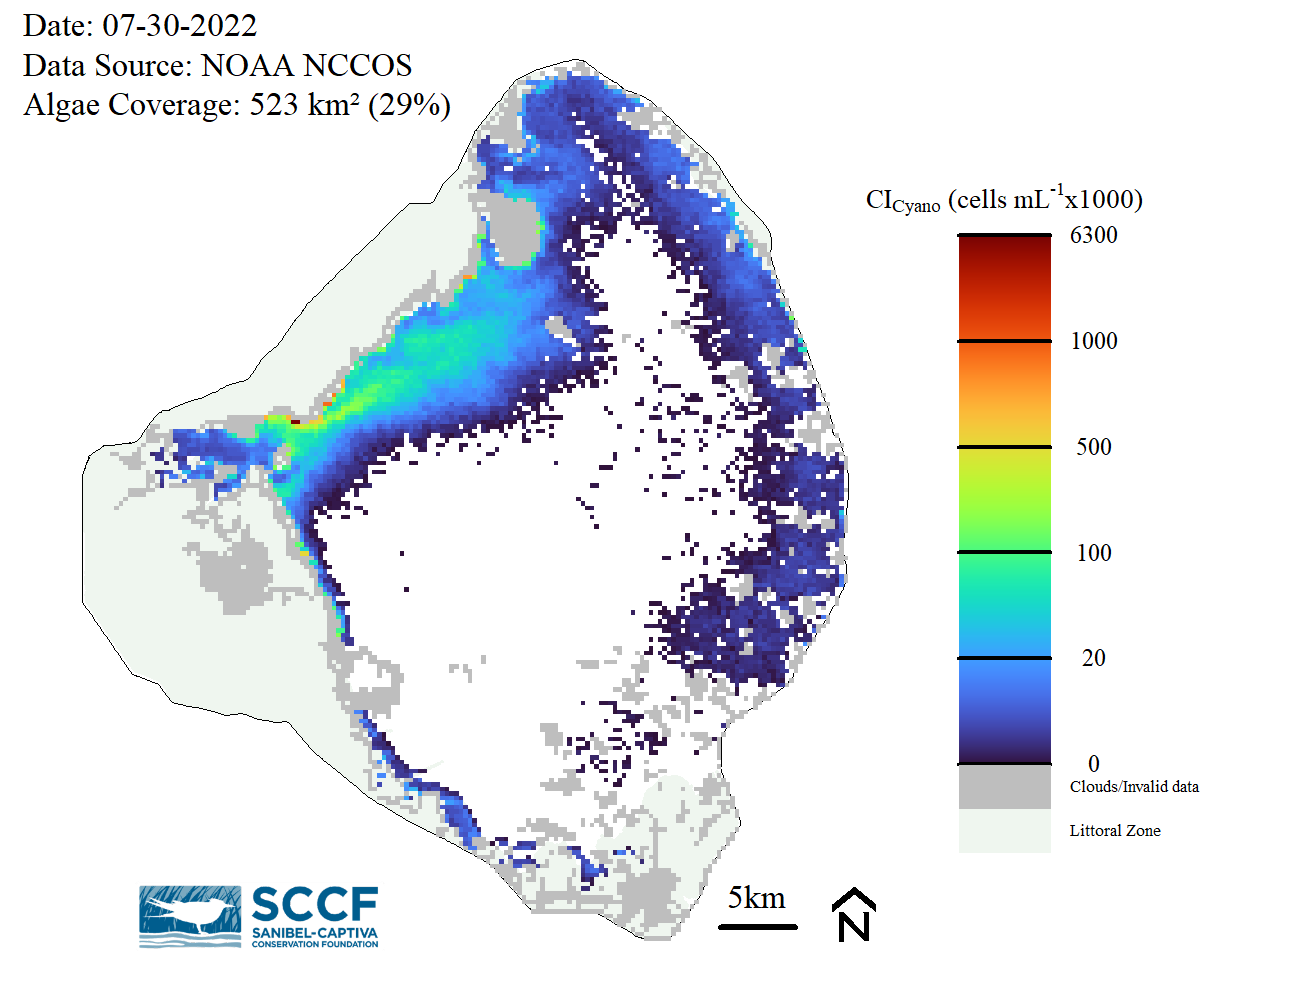 Date: 07-30-2022
Data Source: NOAA NCCOS
Algae Coverage: 523 km² (29%)
CICyano (cells mL-1x1000)
6300
1000
500
100
20
0
Clouds/Invalid data
Littoral Zone
5km
N
SCCF
SANIBEL-CAPTIVA
CONSERVATION FOUNDATION